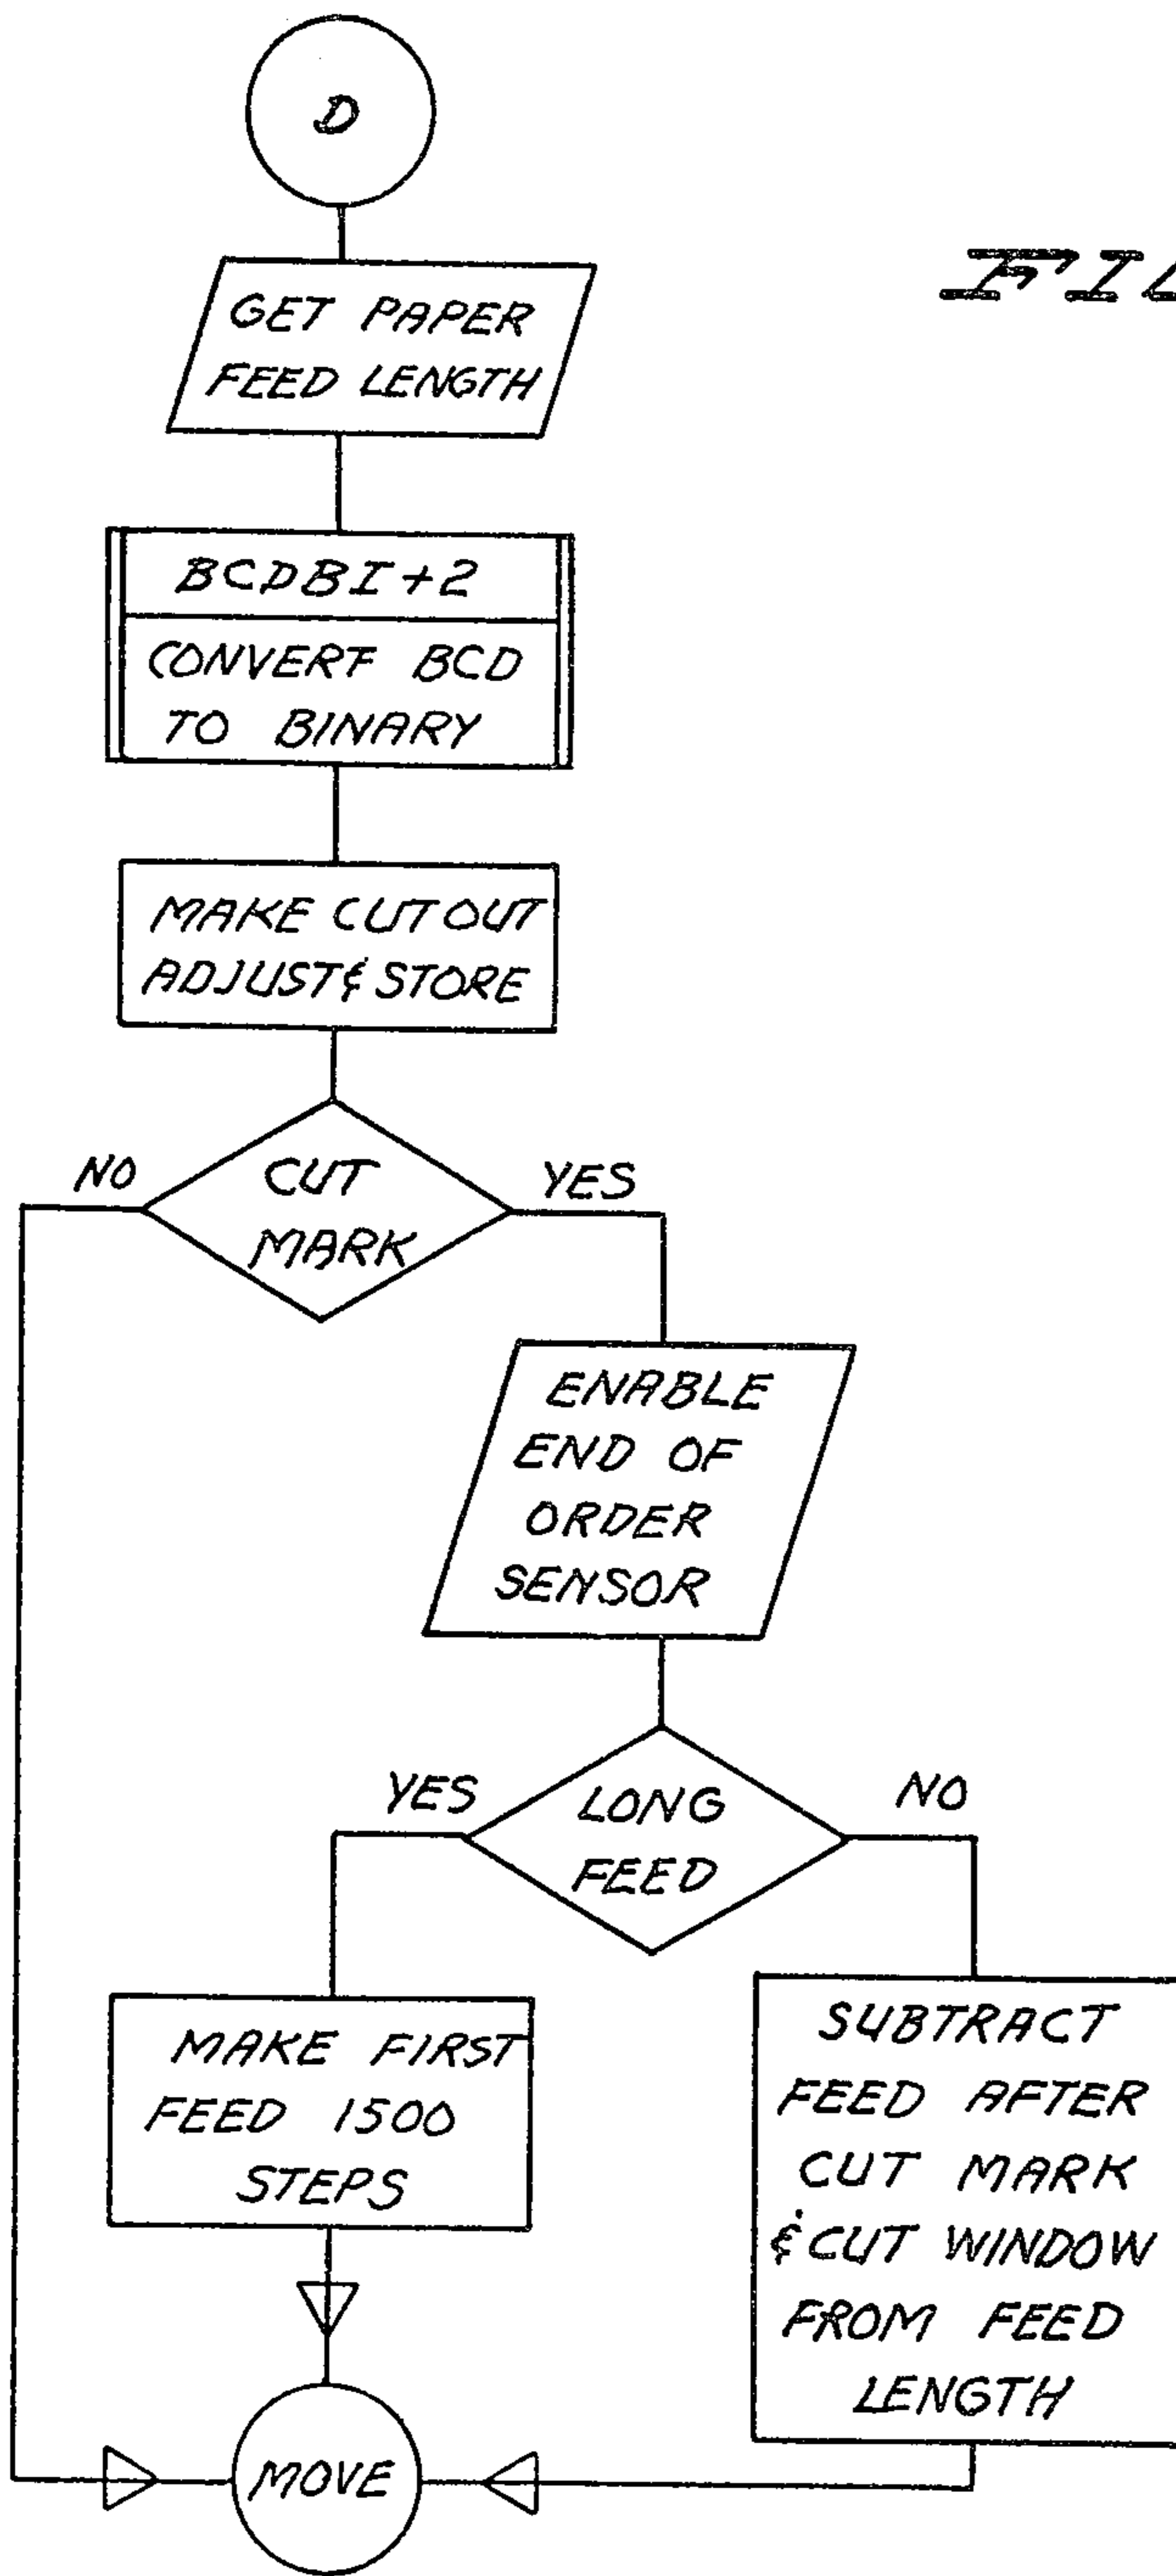 D
GET PAPER
FEED LENGTH
BCDBI+2
CONVERT BCD
TO BINARY
MAKE CUTOUT
ADJUST & STORE
CUT
MARK
NO
YES
ENABLE
END OF
ORDER
SENSOR
LONG
FEED
YES
NO
MAKE FIRST
FEED 1500
STEPS
SUBTRACT
FEED AFTER
CUT MARK
& CUT WINDOW
FROM FEED
LENGTH
MOVE